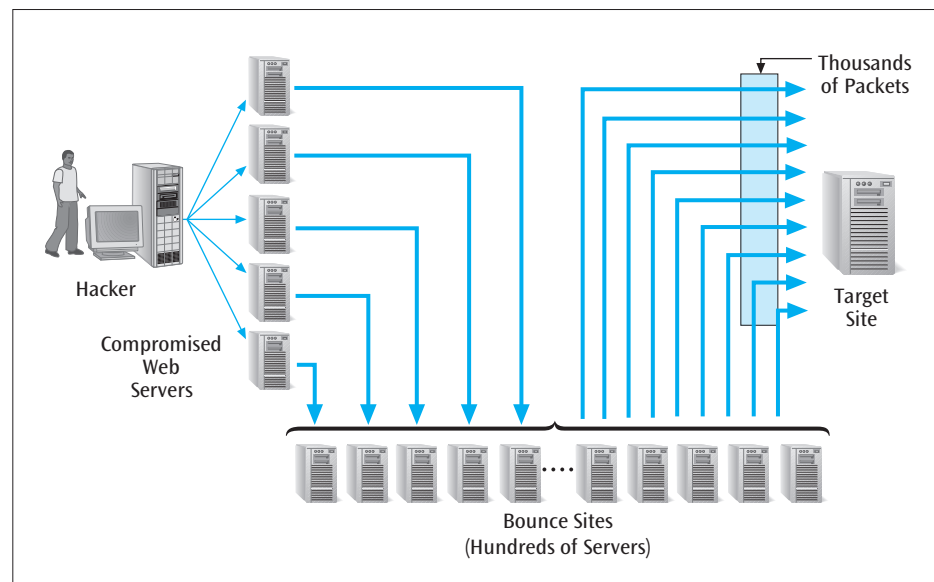 Thousands
of Packets
Hacker
Target
Site
Compromised
Web
Servers
Bounce Sites
(Hundreds of Servers)